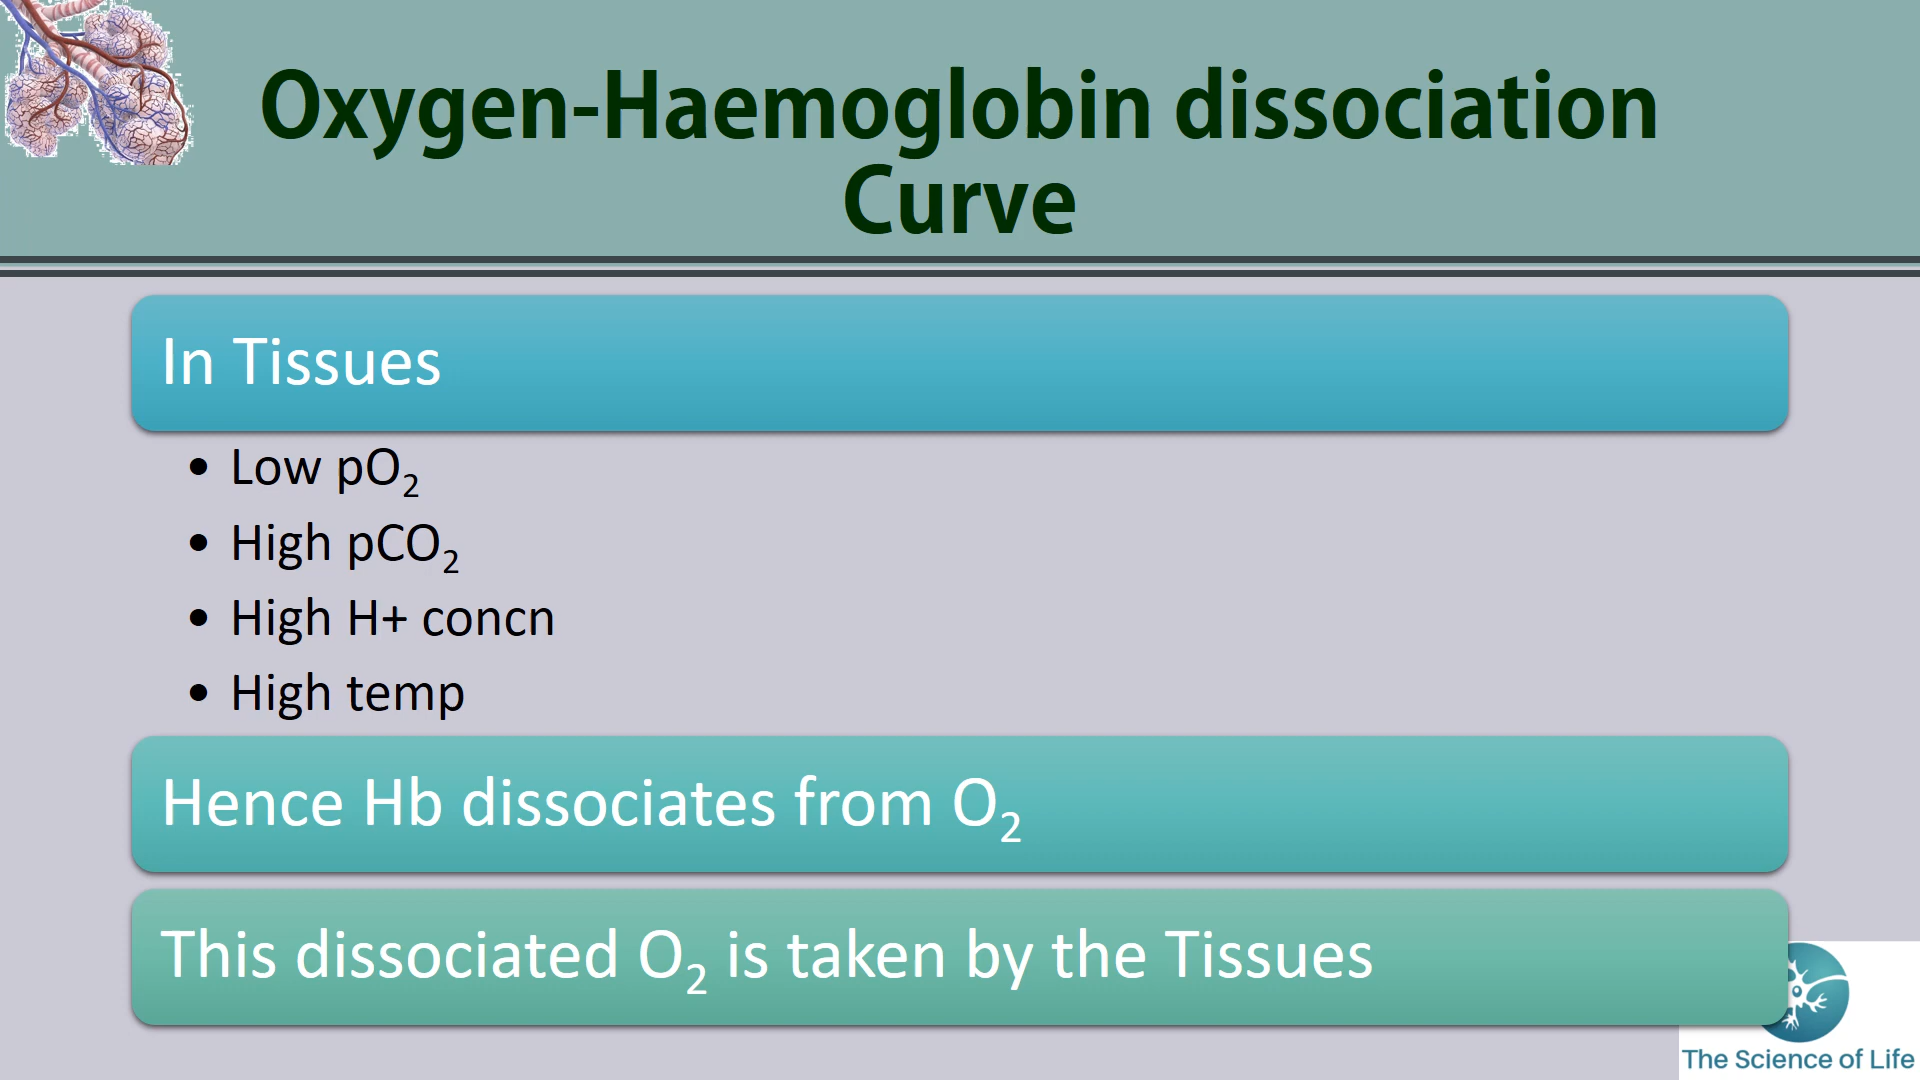 Oxygen-Haemoglobin dissociation
Curve
In Tissues
• Low pO₂
• High pCO₂
• High H+ concn
• High temp
Hence Hb dissociates from O₂
This dissociated O₂ is taken by the Tissues
The Science of Life